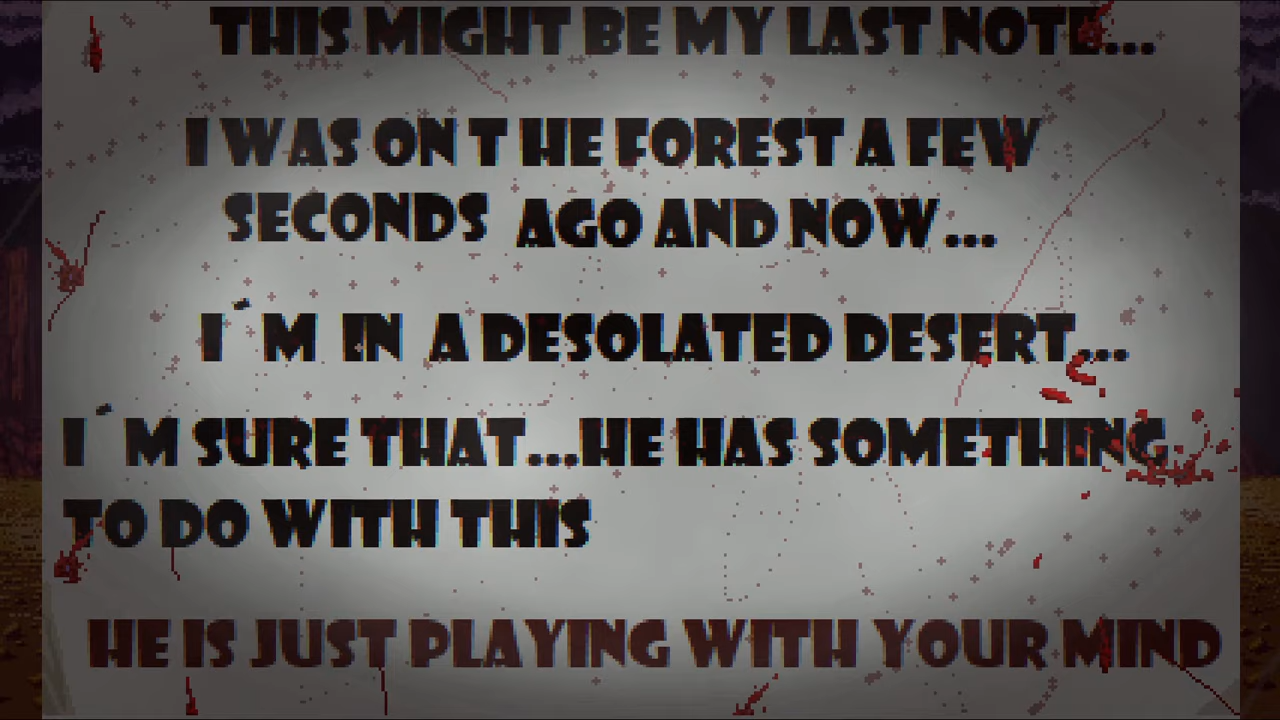 THIS MIGHT BE MY LAST NOTE...
I WAS ON T HE FOREST A FEW
SECONDS AGO AND NOW...
I´M IN A DESOLATED DESERT...
I´M SURE THAT...HE HAS SOMETHING
TO DO WITH THIS
HE IS JUST PLAYING WITH YOUR MIND